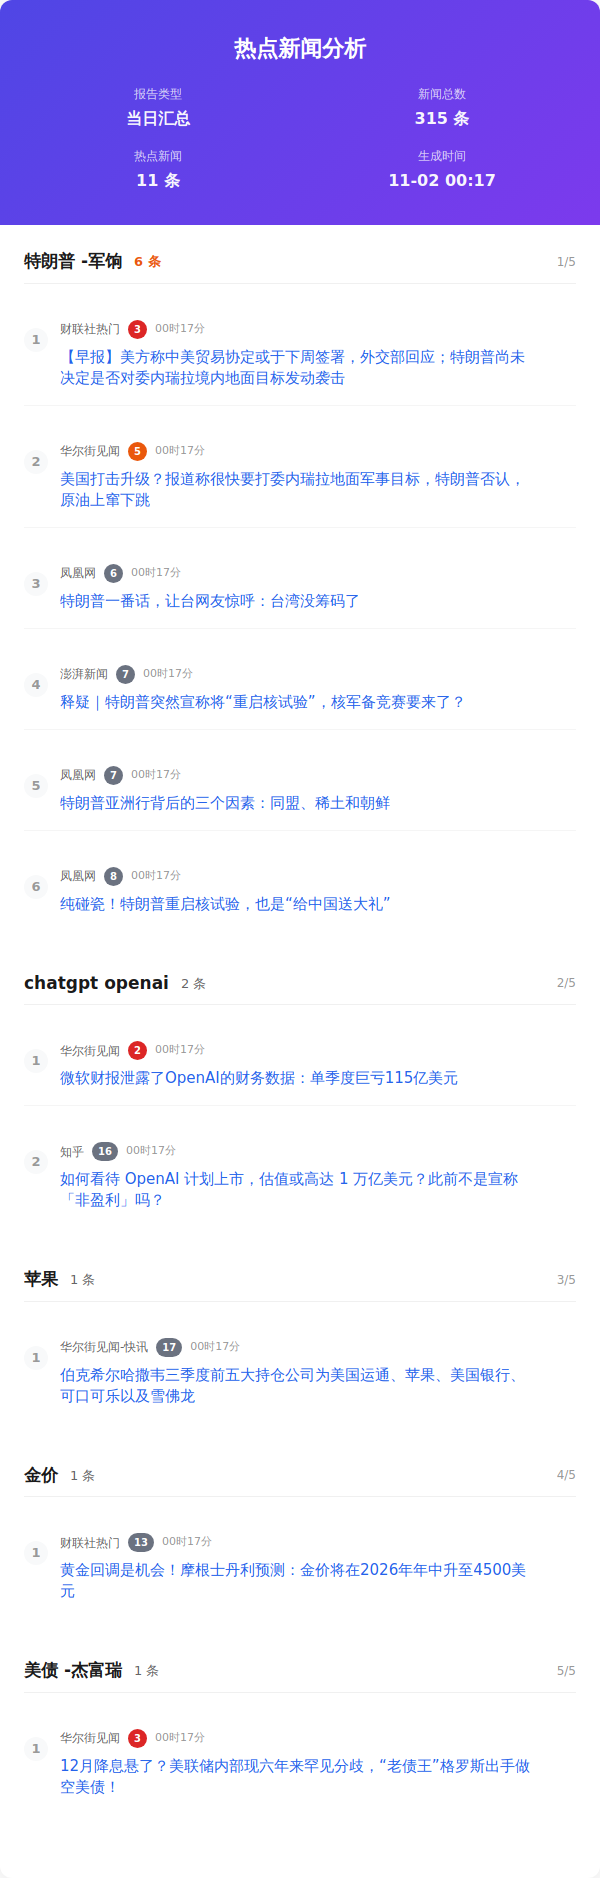 热点新闻分析
报告类型
新闻总数
当日汇总
315 条
热点新闻
生成时间
11 条
11-02 00:17
特朗普 -军饷 6 条 1/5
1
财联社热门 3 00时17分
【早报】美方称中美贸易协定或于下周签署，外交部回应；特朗普尚未
决定是否对委内瑞拉境内地面目标发动袭击
2
华尔街见闻 5 00时17分
美国打击升级？报道称很快要打委内瑞拉地面军事目标，特朗普否认，
原油上窜下跳
3
凤凰网 6 00时17分
特朗普一番话，让台网友惊呼：台湾没筹码了
4
澎湃新闻 7 00时17分
释疑｜特朗普突然宣称将“重启核试验”，核军备竞赛要来了？
5
凤凰网 7 00时17分
特朗普亚洲行背后的三个因素：同盟、稀土和朝鲜
6
凤凰网 8 00时17分
纯碰瓷！特朗普重启核试验，也是“给中国送大礼”
chatgpt openai 2 条 2/5
1
华尔街见闻 2 00时17分
微软财报泄露了OpenAI的财务数据：单季度巨亏115亿美元
2
知乎 16 00时17分
如何看待 OpenAI 计划上市，估值或高达 1 万亿美元？此前不是宣称
「非盈利」吗？
苹果 1 条 3/5
1
华尔街见闻-快讯 17 00时17分
伯克希尔哈撒韦三季度前五大持仓公司为美国运通、苹果、美国银行、
可口可乐以及雪佛龙
金价 1 条 4/5
1
财联社热门 13 00时17分
黄金回调是机会！摩根士丹利预测：金价将在2026年年中升至4500美
元
美债 -杰富瑞 1 条 5/5
1
华尔街见闻 3 00时17分
12月降息悬了？美联储内部现六年来罕见分歧，“老债王”格罗斯出手做
空美债！